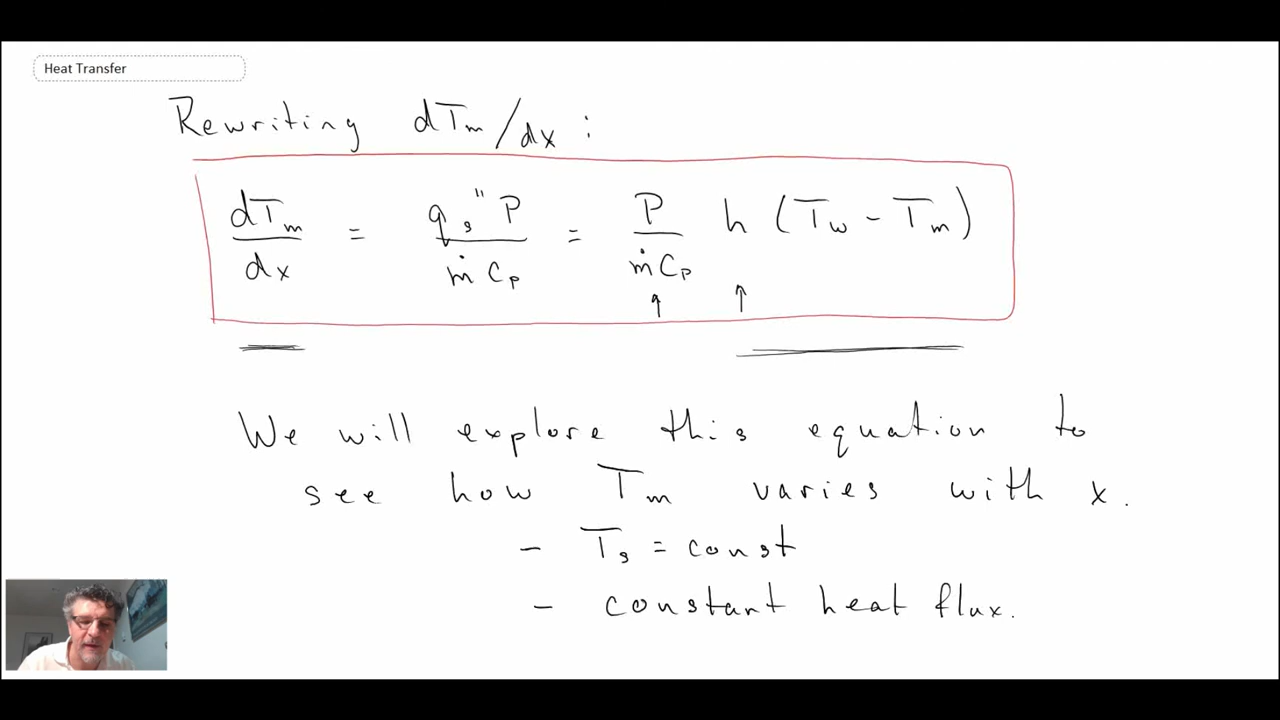 Heat Transfer
Rewriting dTm/dx :
dTm/dx = qs" P / ṁ Cp = P / ṁ Cp h (Tw - Tm)
We will explore this equation to
see how Tm varies with x.
- Ts = const
- constant heat flux.